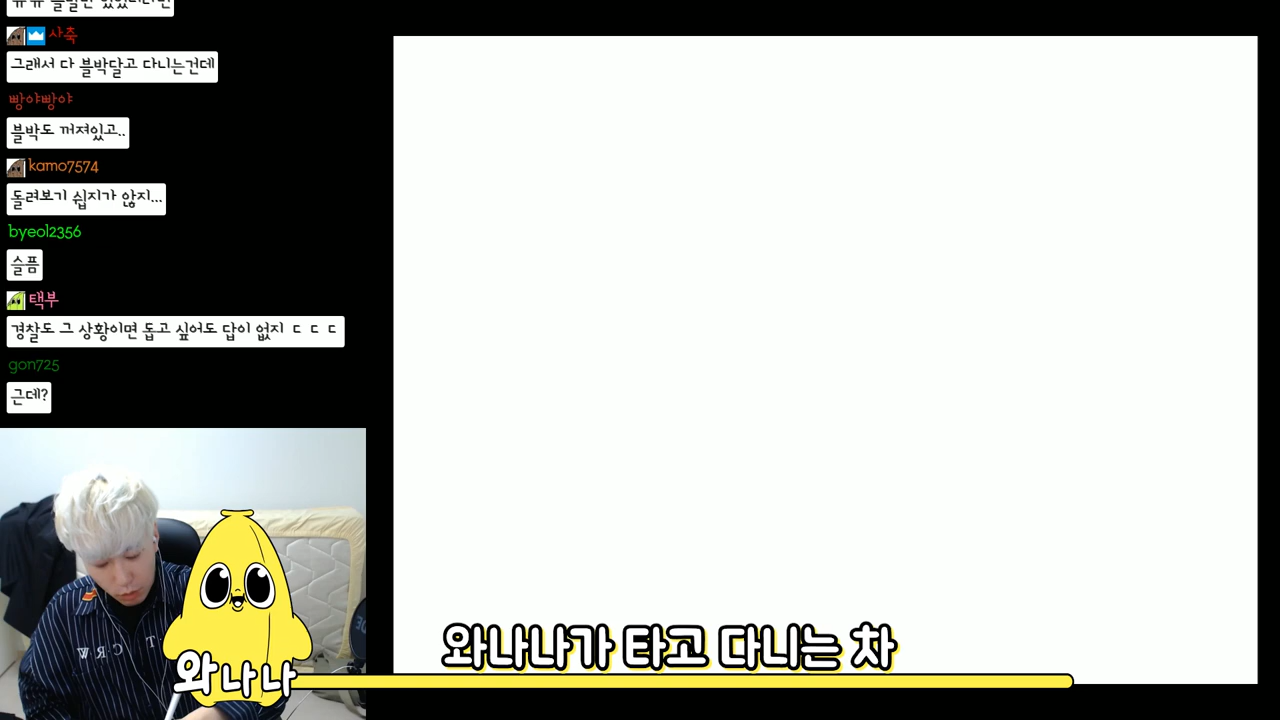 사축
그래서 다 블박달고 다니는건데
빵야빵야
블박도 꺼져있고..
kamo7574
돌려보기 쉽지가 않지...
byeol2356
슬픔
택부
경찰도 그 상황이면 돕고 싶어도 답이 없지 ㄷ ㄷ ㄷ
gon725
근데?
와나나가 타고 다니는 차
와나나